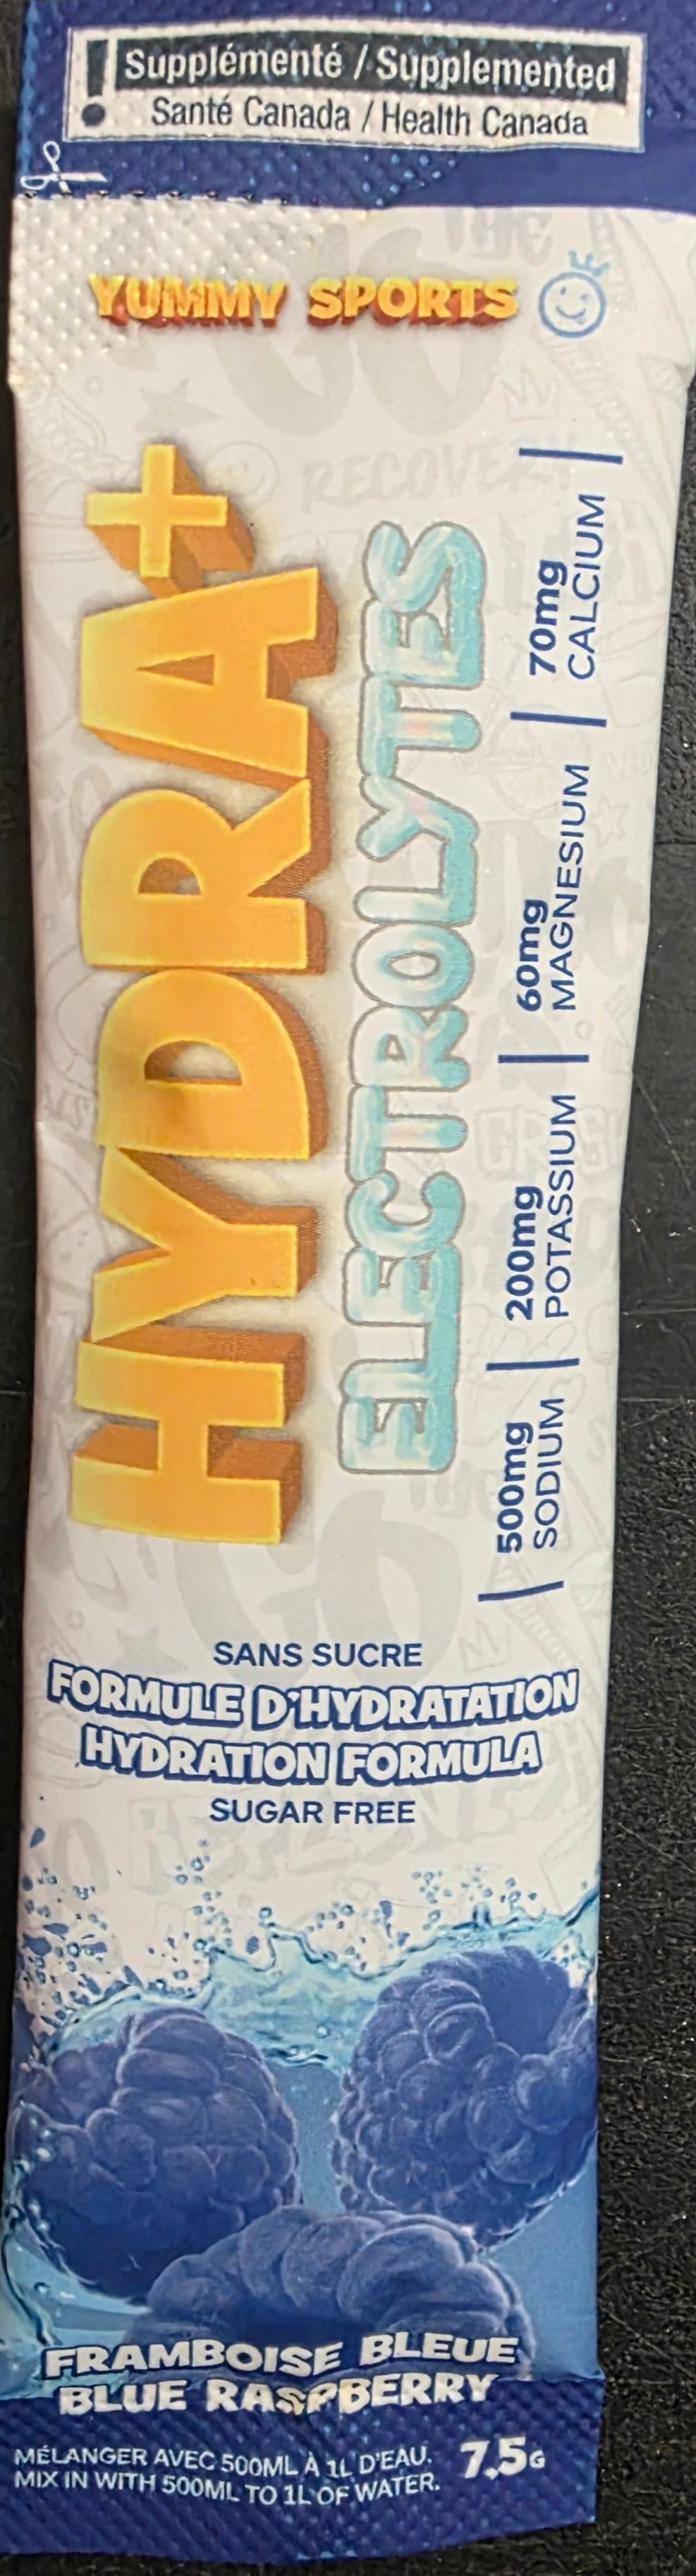 ! Supplémenté / Supplemented
Santé Canada / Health Canada
YUMMY SPORTS
HYDRA+
ELECTROLYTES
500mg
SODIUM
200mg
POTASSIUM
60mg
MAGNESIUM
70mg
CALCIUM
SANS SUCRE
FORMULE D'HYDRATATION
HYDRATION FORMULA
SUGAR FREE
FRAMBOISE BLEUE
BLUE RASPBERRY
MÉLANGER AVEC 500ML À 1L D'EAU.
MIX IN WITH 500ML TO 1L OF WATER.
7,5G